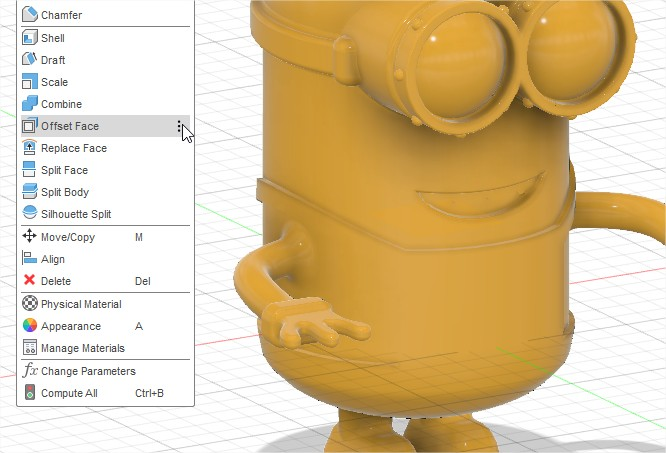 Chamfer
Shell
Draft
Scale
Combine
Offset Face
Replace Face
Split Face
Split Body
Silhouette Split
Move/Copy M
Align
Delete Del
Physical Material
Appearance A
Manage Materials
fx Change Parameters
Compute All Ctrl+B